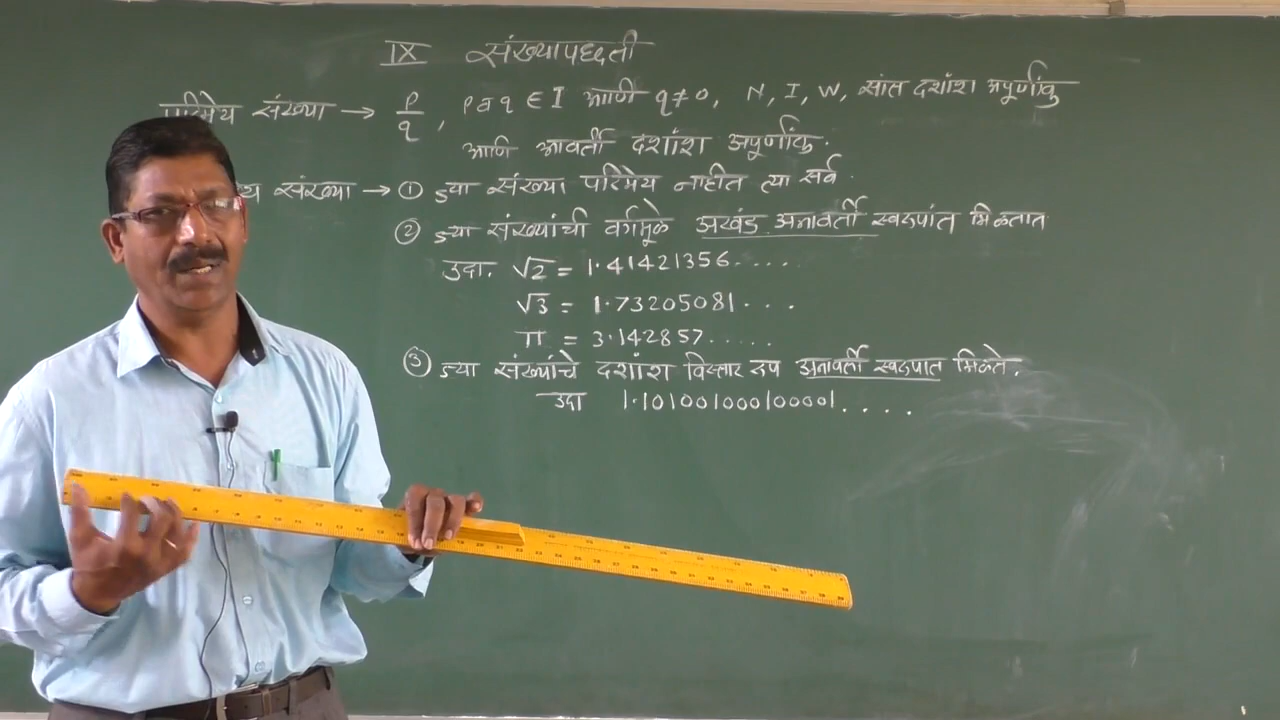 IX संख्यापद्धती
परिमेय संख्या → p/q, p व q ∈ I आणि q ≠ 0, N, I, W, सांत दशांश अपूर्णांक
आणि आवर्ती दशांश अपूर्णांक.
य संख्या → ① ज्या संख्या परिमेय नाहीत त्या सर्व.
② ज्या संख्यांची वर्गमूळे अखंड अनावर्ती स्वरुपांत मिळतात
उदा. √2 = 1.41421356.....
√3 = 1.73205081...
π = 3.142857.....
③ ज्या संख्यांचे दशांश विस्तार रुप अनावर्ती स्वरुपात मिळते.
उदा 1.101001000100001....